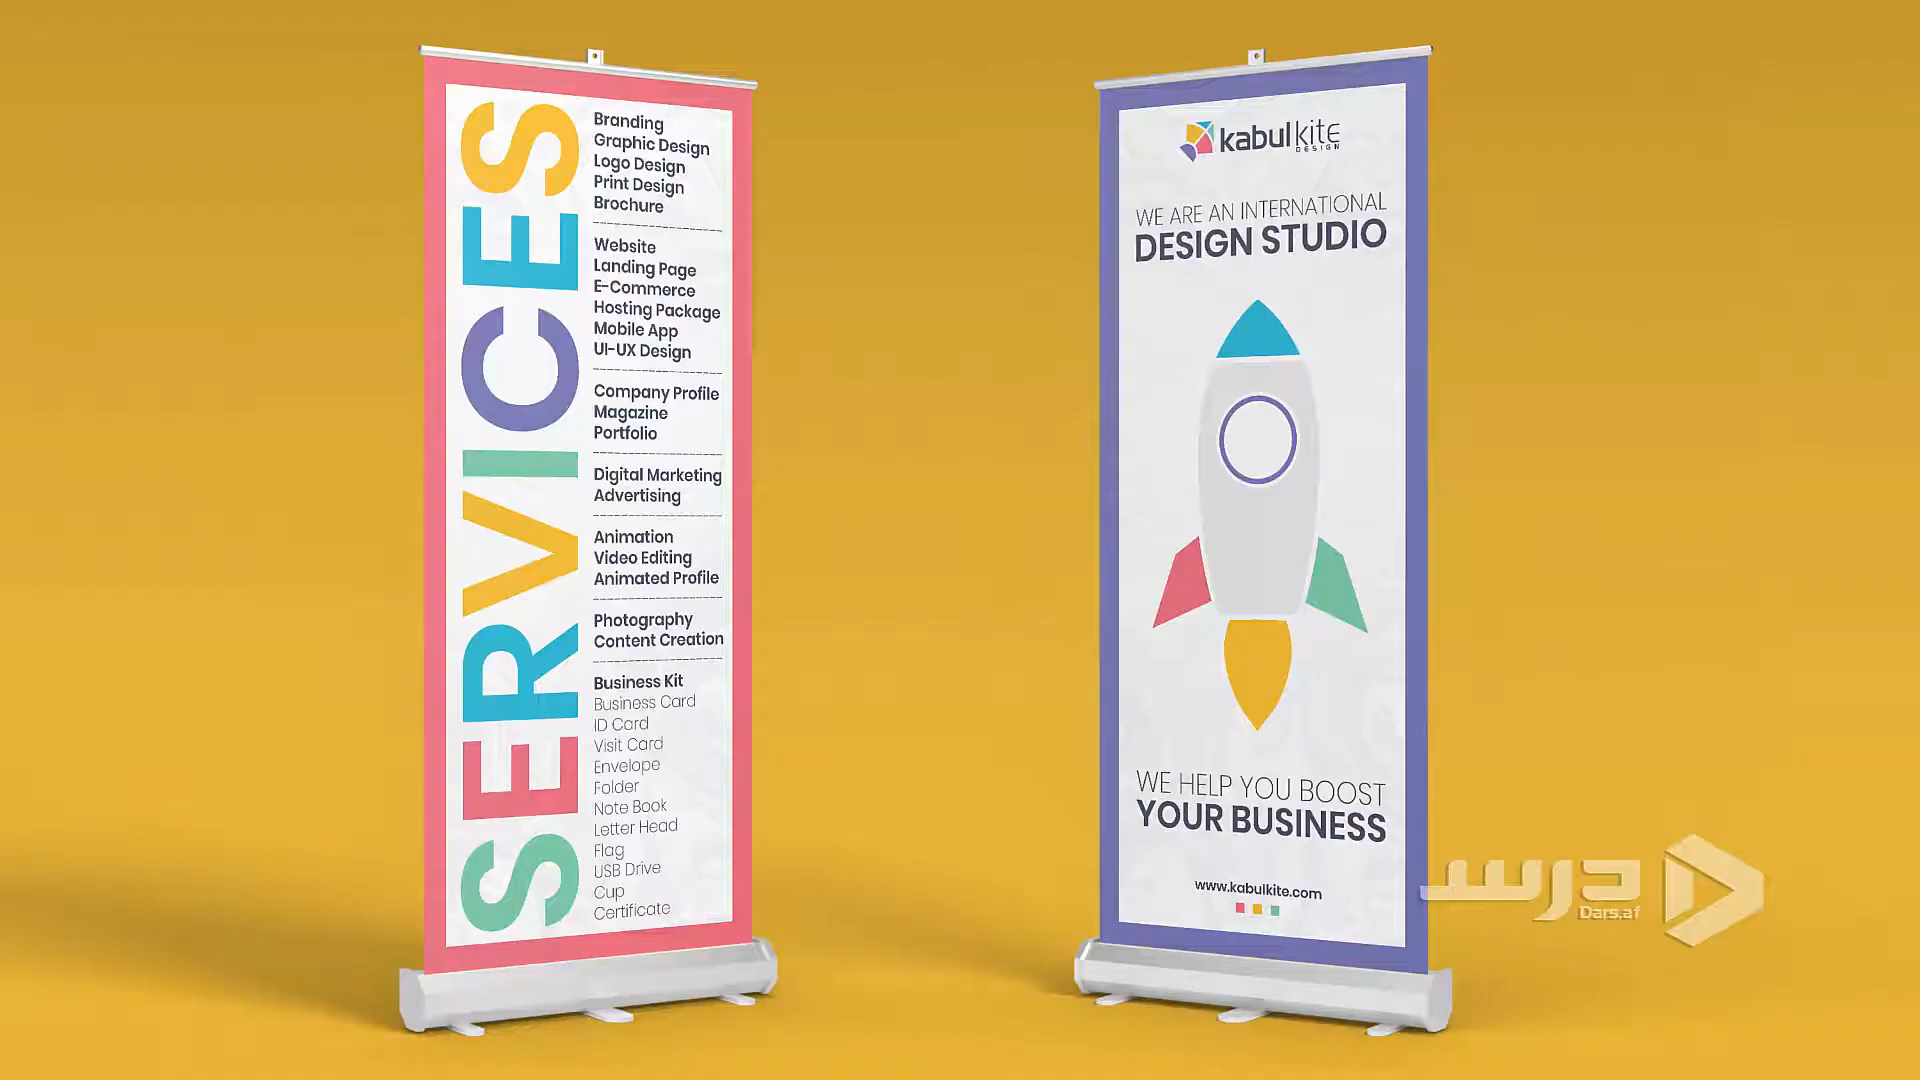 SERVICES
Branding
Graphic Design
Logo Design
Print Design
Brochure
Website
Landing Page
E-Commerce
Hosting Package
Mobile App
UI-UX Design
Company Profile
Magazine
Portfolio
Digital Marketing
Advertising
Animation
Video Editing
Animated Profile
Photography
Content Creation
Business Kit
Business Card
ID Card
Visit Card
Envelope
Folder
Note Book
Letter Head
Flag
USB Drive
Cup
Certificate
kabul kite
DESIGN
WE ARE AN INTERNATIONAL
DESIGN STUDIO
WE HELP YOU BOOST
YOUR BUSINESS
www.kabulkite.com
درس
Dars.af